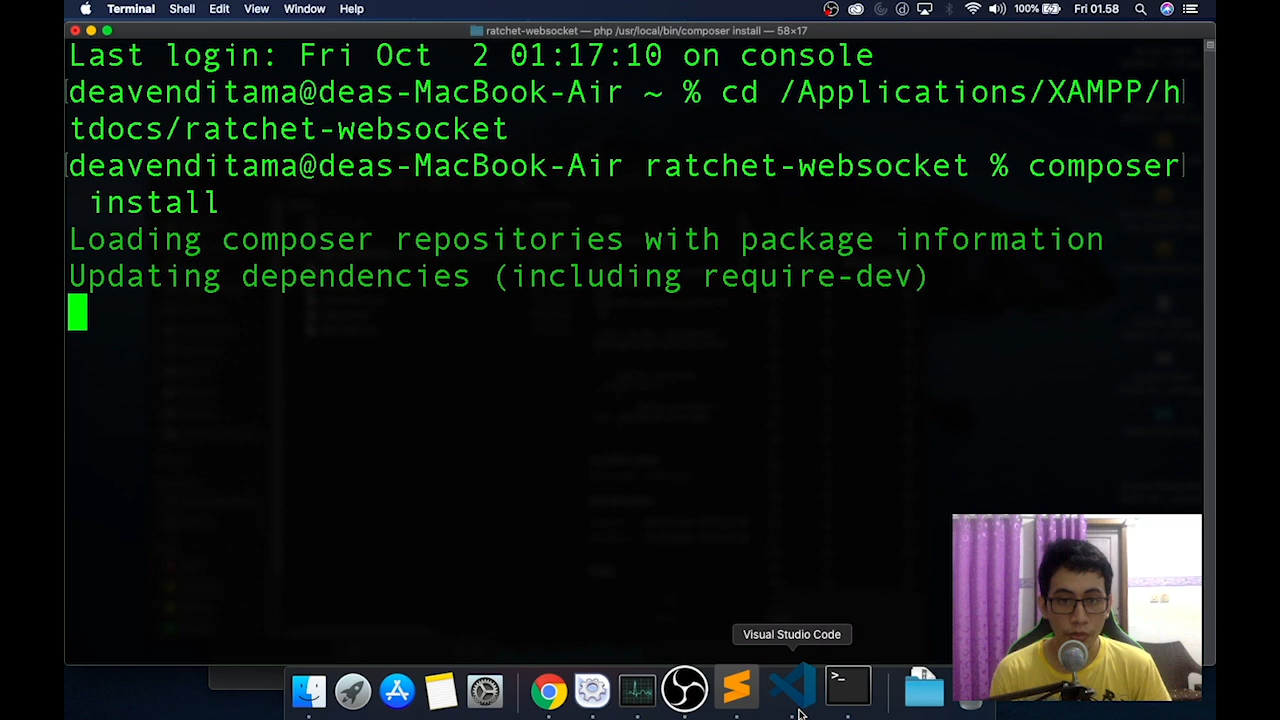 Terminal Shell Edit View Window Help 100% Fri 01.58
ratchet-websocket — php /usr/local/bin/composer install — 58×17
Last login: Fri Oct  2 01:17:10 on console
[deavenditama@deas-MacBook-Air ~ % cd /Applications/XAMPP/h]
tdocs/ratchet-websocket
[deavenditama@deas-MacBook-Air ratchet-websocket % composer]
 install
Loading composer repositories with package information
Updating dependencies (including require-dev)
Visual Studio Code